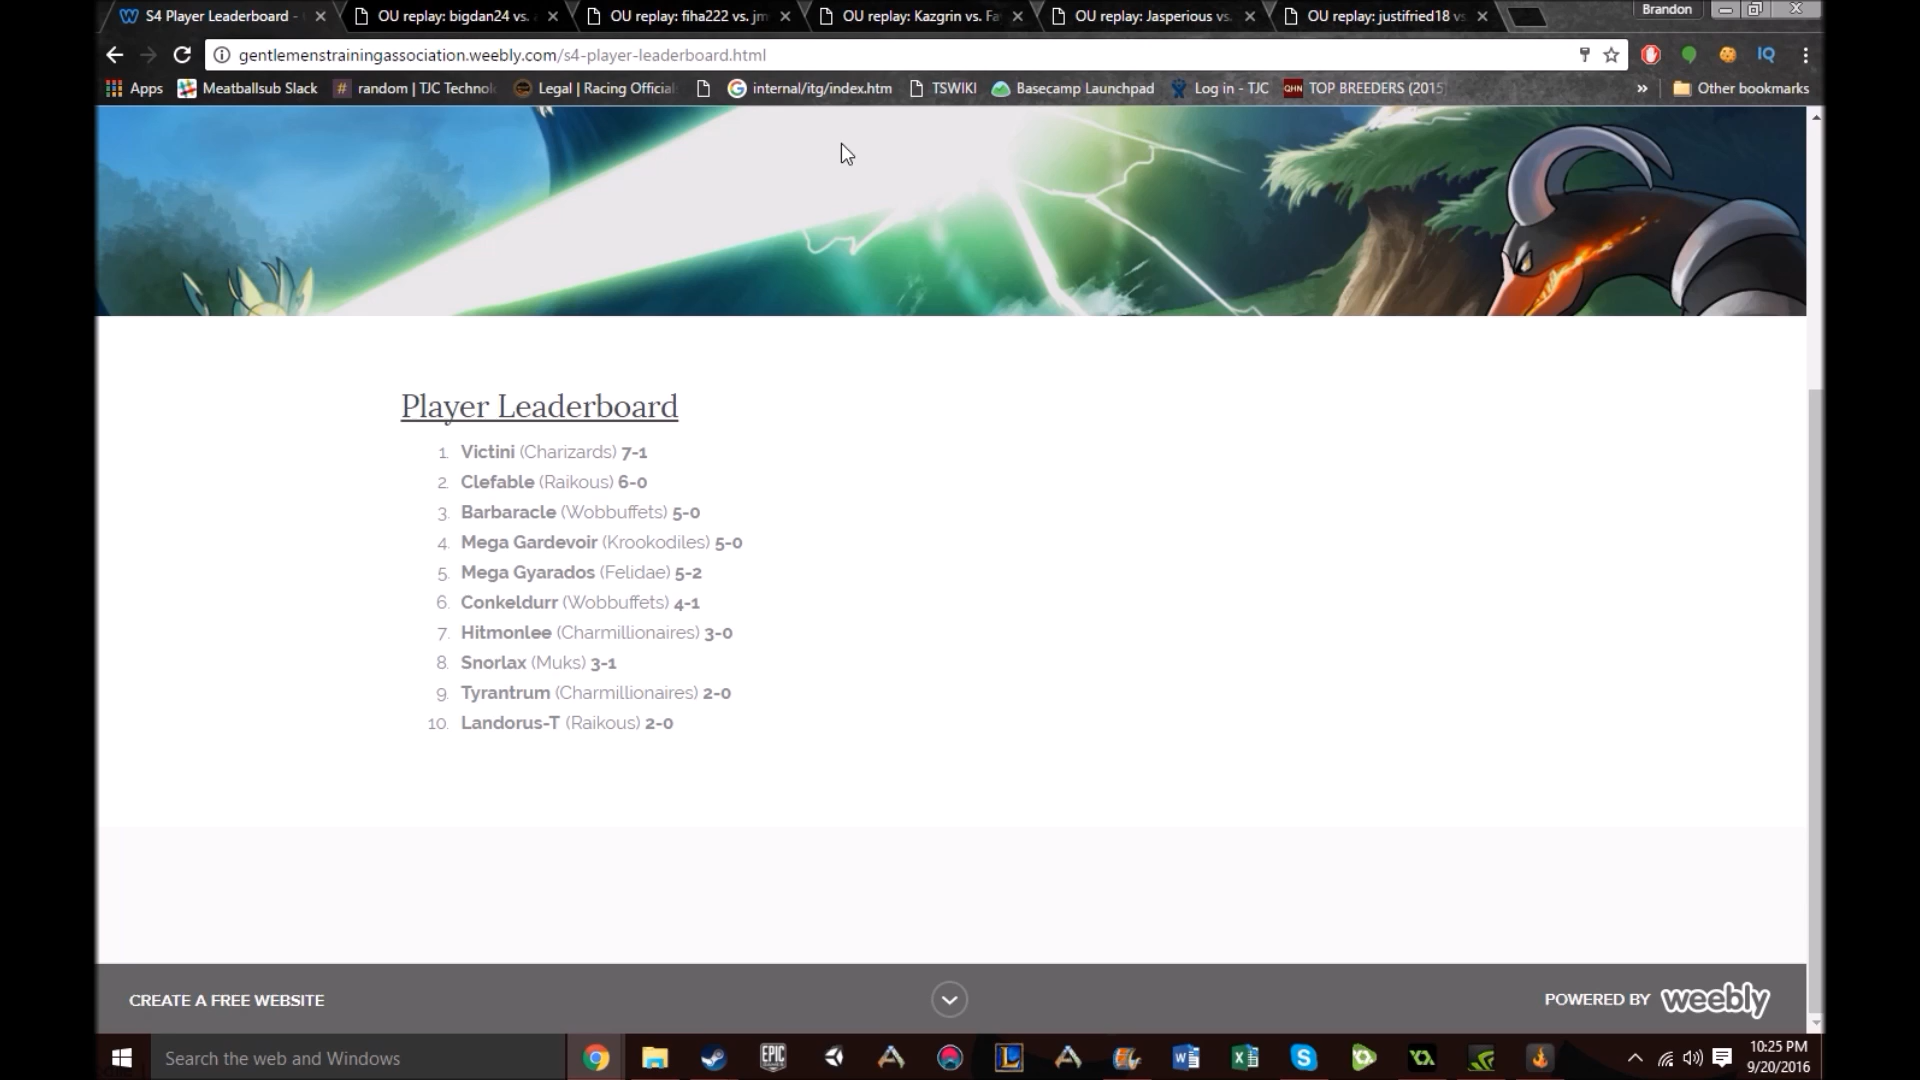 S4 Player Leaderboard -
OU replay: bigdan24 vs.
OU replay: fiha222 vs. jm
OU replay: Kazgrin vs. Fa
OU replay: Jasperious vs.
OU replay: justifried18 vs
Brandon
gentlemenstrainingassociation.weebly.com/s4-player-leaderboard.html
IQ
Apps
Meatballsub Slack
random | TJC Technol
Legal | Racing Official
internal/itg/index.htm
TSWIKI
Basecamp Launchpad
Log in - TJC
QHN TOP BREEDERS (2015
» Other bookmarks
Player Leaderboard
1. Victini (Charizards) 7-1
2. Clefable (Raikous) 6-0
3. Barbaracle (Wobbuffets) 5-0
4. Mega Gardevoir (Krookodiles) 5-0
5. Mega Gyarados (Felidae) 5-2
6. Conkeldurr (Wobbuffets) 4-1
7. Hitmonlee (Charmillionaires) 3-0
8. Snorlax (Muks) 3-1
9. Tyrantrum (Charmillionaires) 2-0
10. Landorus-T (Raikous) 2-0
CREATE A FREE WEBSITE
POWERED BY weebly
Search the web and Windows
EPIC
10:25 PM
9/20/2016